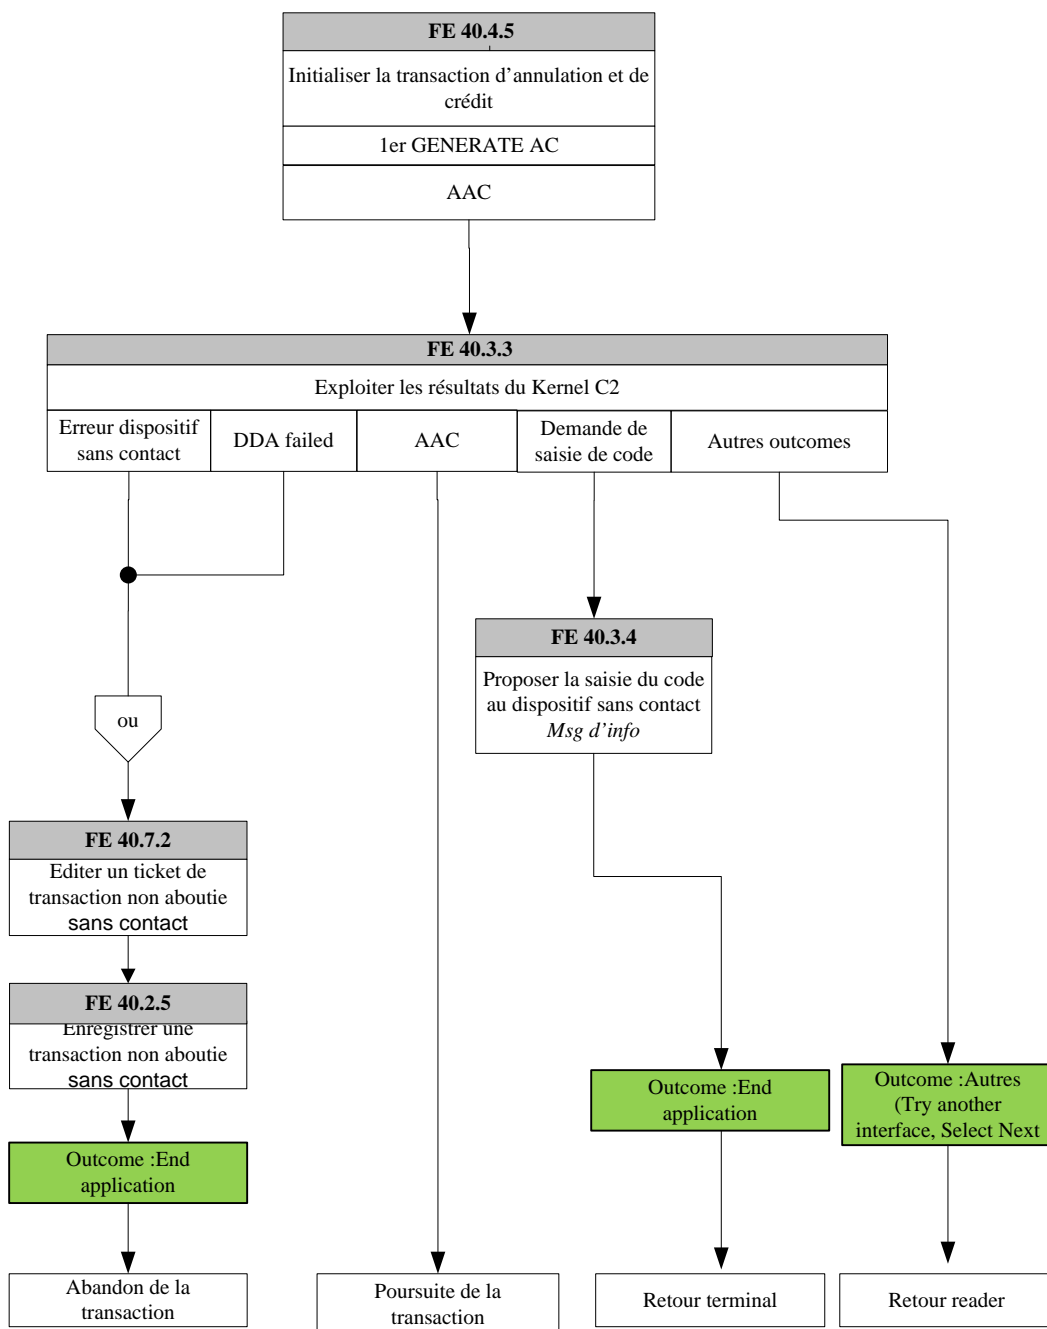 FE 40.4.5
Initialiser la transaction d’annulation et de
crédit
1er GENERATE AC
AAC
FE 40.3.3
Exploiter les résultats du Kernel C2
Erreur dispositif
sans contact
DDA failed
AAC
Demande de
saisie de code
Autres outcomes
FE 40.3.4
Proposer la saisie du code
au dispositif sans contact
Msg d’info
ou
FE 40.7.2
Editer un ticket de
transaction non aboutie
sans contact
FE 40.2.5
Enregistrer une
transaction non aboutie
sans contact
Outcome :End
application
Outcome :End
application
Outcome :Autres
(Try another
interface, Select Next
Abandon de la
transaction
Poursuite de la
transaction
Retour terminal
Retour reader